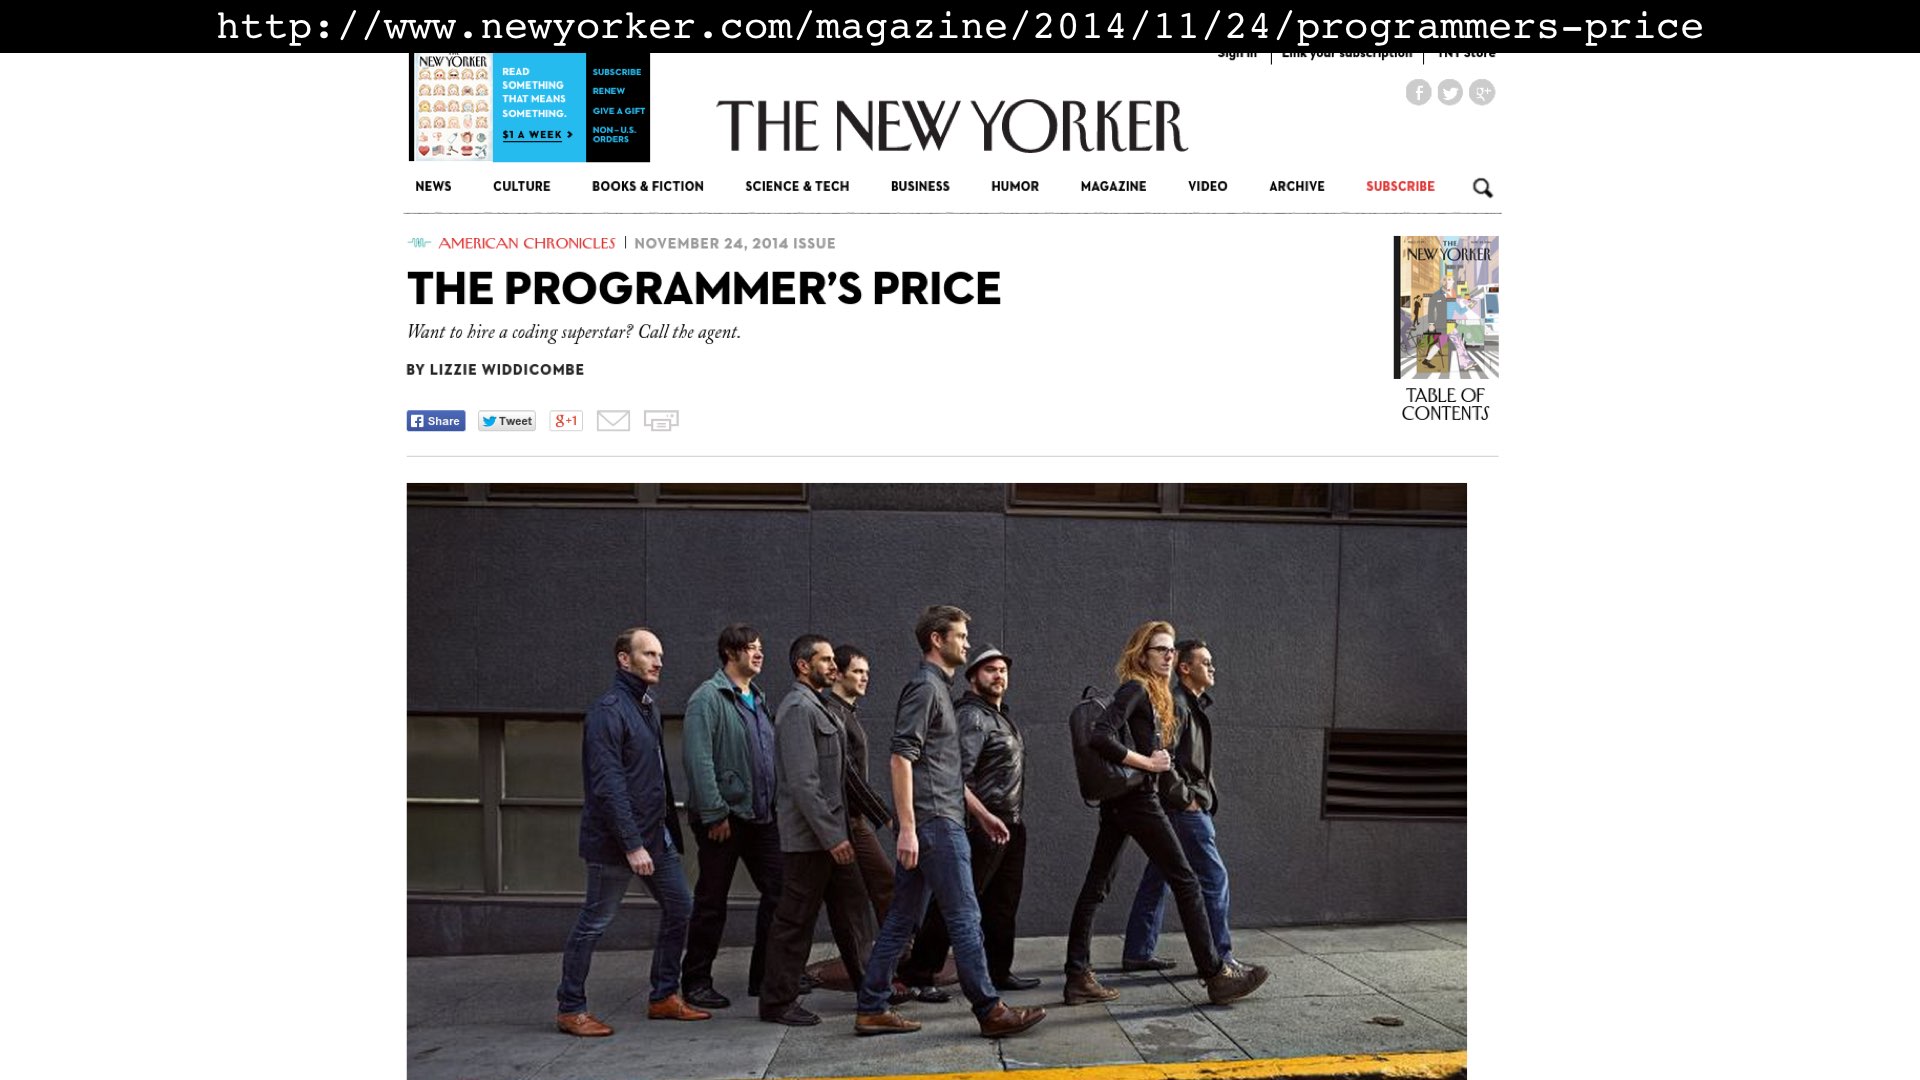 http://www.newyorker.com/magazine/2014/11/24/programmers-price
Sign in | Link your subscription | TNY Store
NEW YORKER
READ
SOMETHING
THAT MEANS
SOMETHING.
$1 A WEEK >
SUBSCRIBE
RENEW
GIVE A GIFT
NON-U.S.
ORDERS
THE NEW YORKER
NEWS CULTURE BOOKS & FICTION SCIENCE & TECH BUSINESS HUMOR MAGAZINE VIDEO ARCHIVE SUBSCRIBE
AMERICAN CHRONICLES | NOVEMBER 24, 2014 ISSUE
THE PROGRAMMER’S PRICE
Want to hire a coding superstar? Call the agent.
BY LIZZIE WIDDICOMBE
Share Tweet g+1
THE
NEW YORKER
TABLE OF
CONTENTS